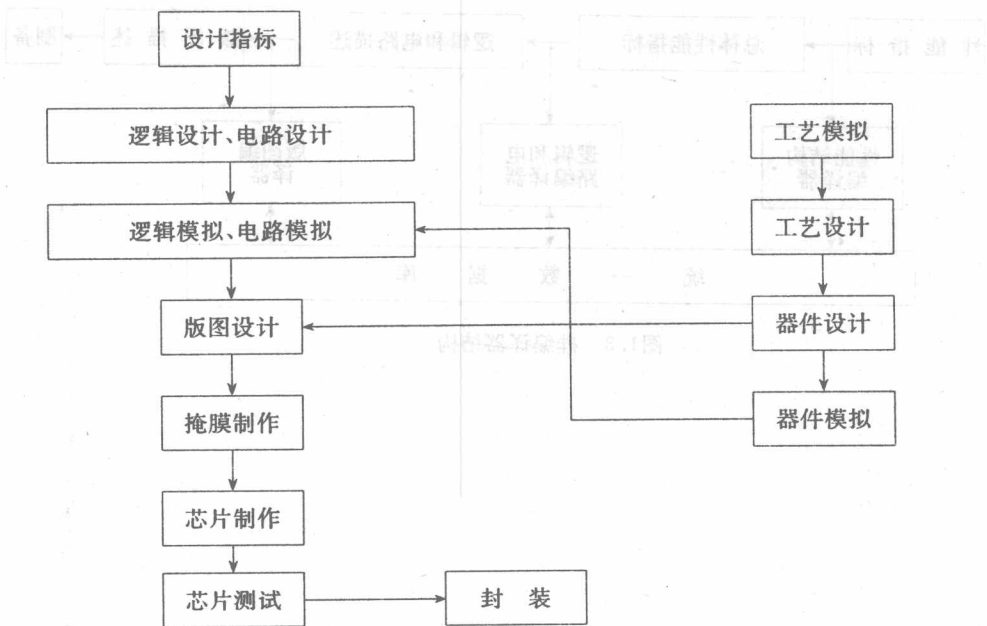 设计指标
逻辑设计、电路设计
逻辑模拟、电路模拟
版图设计
掩膜制作
芯片制作
芯片测试
封 装
工艺模拟
工艺设计
器件设计
器件模拟